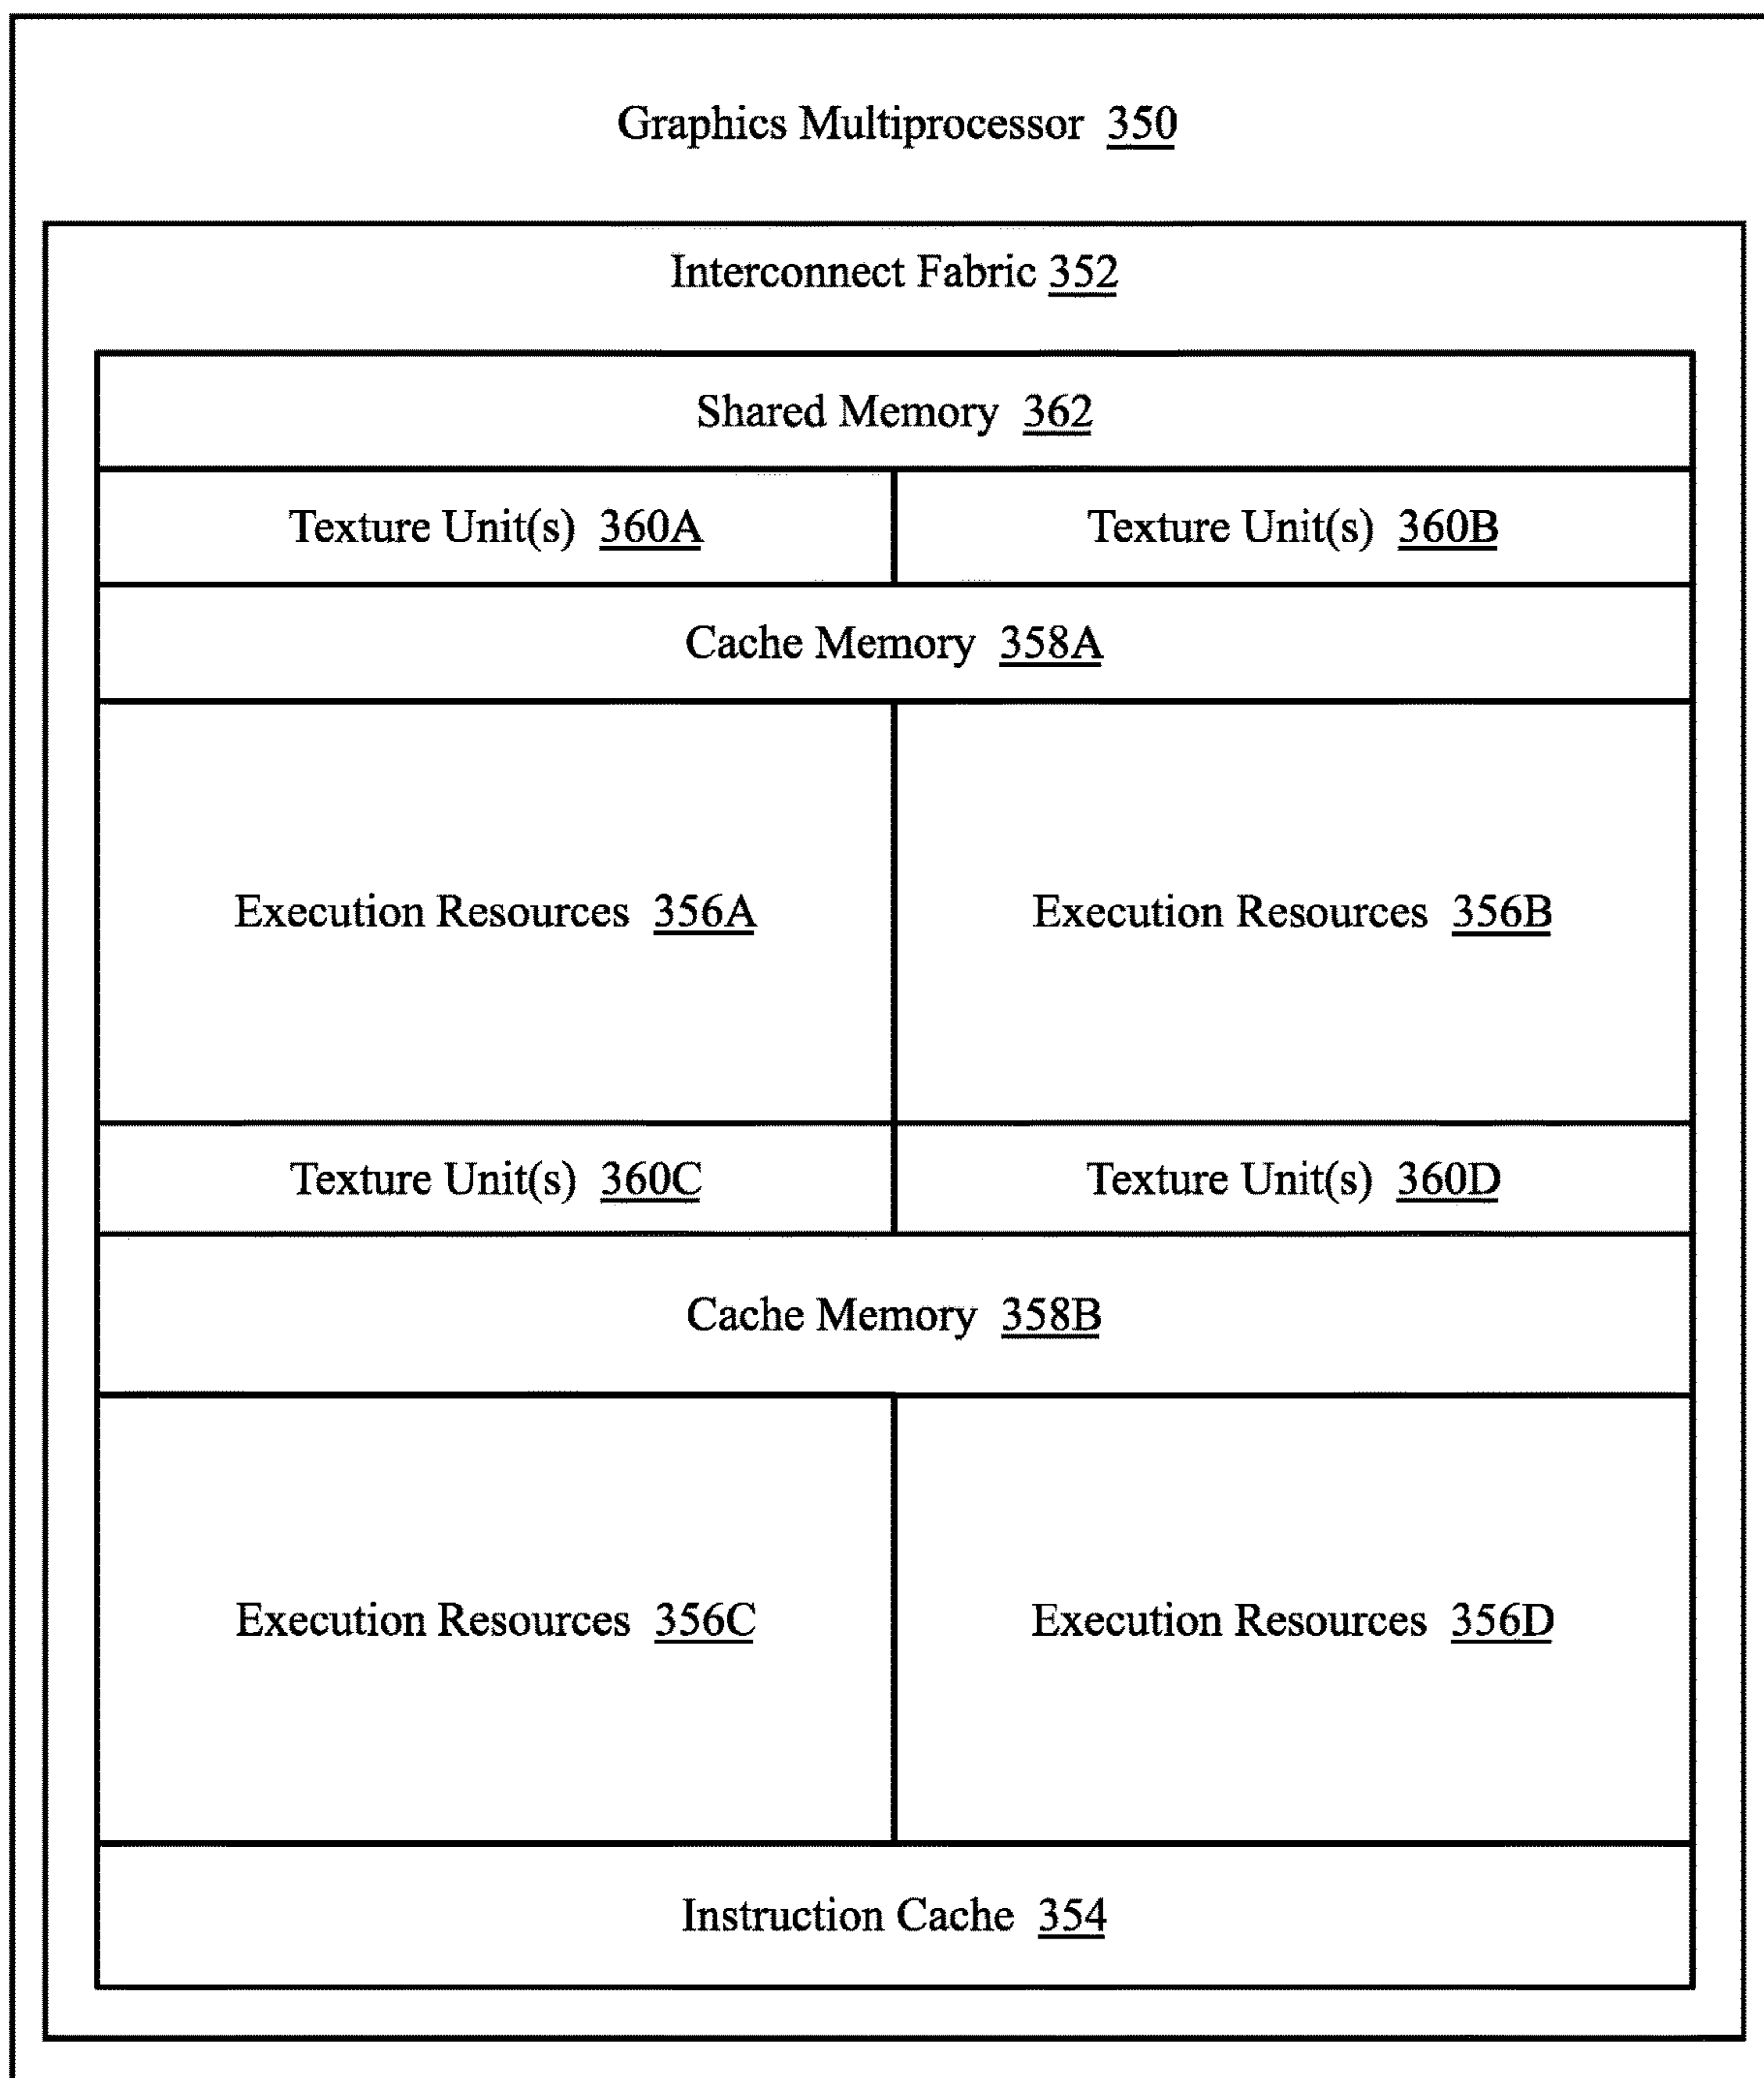 Graphics Multiprocessor 350
Interconnect Fabric 352
Shared Memory 362
Texture Unit(s) 360A
Texture Unit(s) 360B
Cache Memory 358A
Execution Resources 356A
Execution Resources 356B
Texture Unit(s) 360C
Texture Unit(s) 360D
Cache Memory 358B
Execution Resources 356C
Execution Resources 356D
Instruction Cache 354